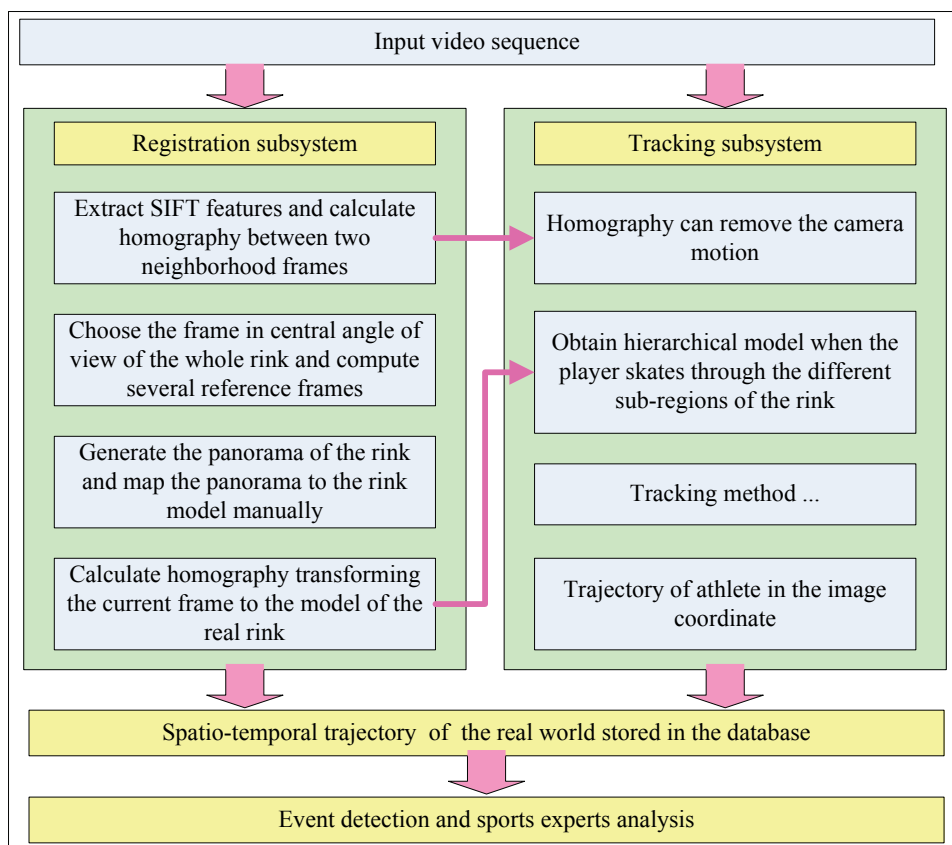 Input video sequence
Registration subsystem
Extract SIFT features and calculate
homography between two
neighborhood frames
Choose the frame in central angle of
view of the whole rink and compute
several reference frames
Generate the panorama of the rink
and map the panorama to the rink
model manually
Calculate homography transforming
the current frame to the model of the
real rink
Tracking subsystem
Homography can remove the camera
motion
Obtain hierarchical model when the
player skates through the different
sub-regions of the rink
Tracking method ...
Trajectory of athlete in the image
coordinate
Spatio-temporal trajectory of the real world stored in the database
Event detection and sports experts analysis